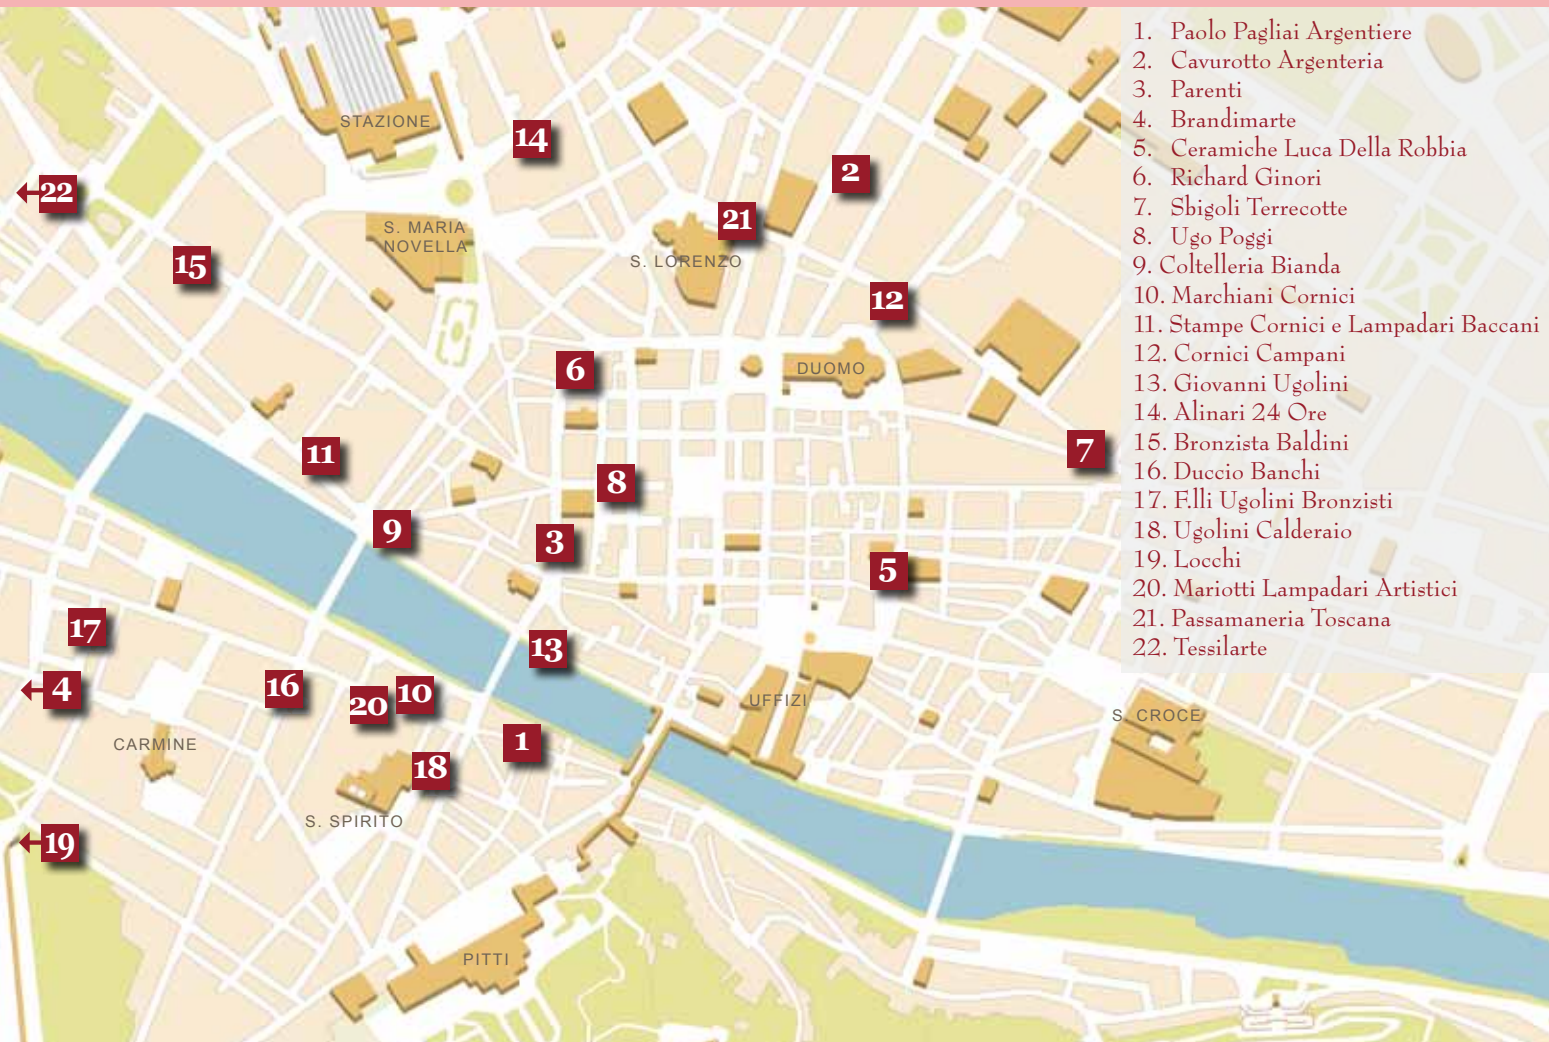 1. Paolo Pagliai Argentiere
2. Cavurotto Argenteria
3. Parenti
4. Brandimarte
5. Ceramiche Luca Della Robbia
6. Richard Ginori
7. Sbigoli Terrecotte
8. Ugo Poggi
9. Coltelleria Bianda
10. Marchiani Cornici
11. Stampe Cornici e Lampadari Baccani
12. Cornici Campani
13. Giovanni Ugolini
14. Alinari 24 Ore
15. Bronzista Baldini
16. Duccio Banchi
17. F.lli Ugolini Bronzisti
18. Ugolini Calderaio
19. Locchi
20. Mariotti Lampadari Artistici
21. Passamaneria Toscana
22. Tessilarte
STAZIONE
14
2
22
21
S. MARIA
NOVELLA
15
S. LORENZO
12
6
DUOMO
11
7
8
9
3
5
17
13
4
16
20
10
UFFIZI
S. CROCE
CARMINE
1
18
S. SPIRITO
19
PITTI